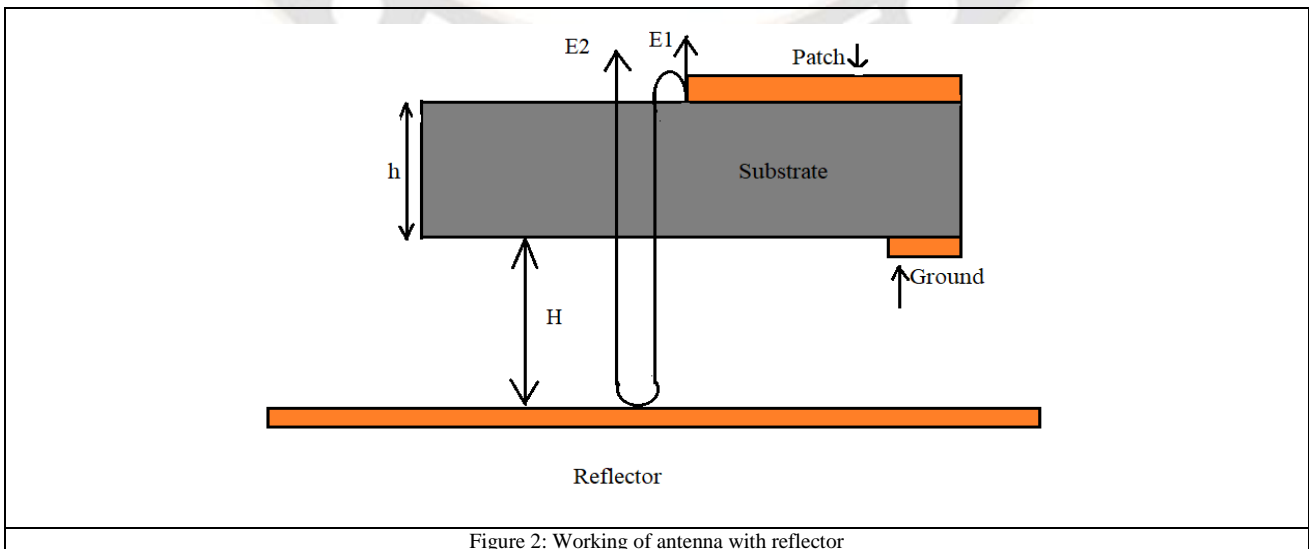 E2
E1
Patch
h
Substrate
Ground
H
Reflector
Figure 2: Working of antenna with reflector